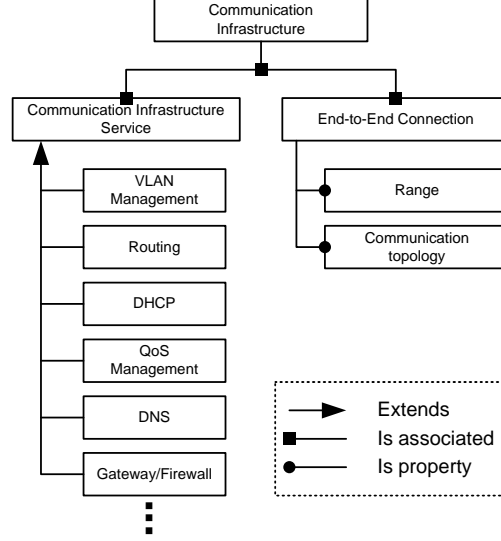 Communication
Infrastructure
Communication Infrastructure
Service
End-to-End Connection
VLAN
Management
Range
Routing
Communication
topology
DHCP
QoS
Management
DNS
Gateway/Firewall
Extends
Is associated
Is property